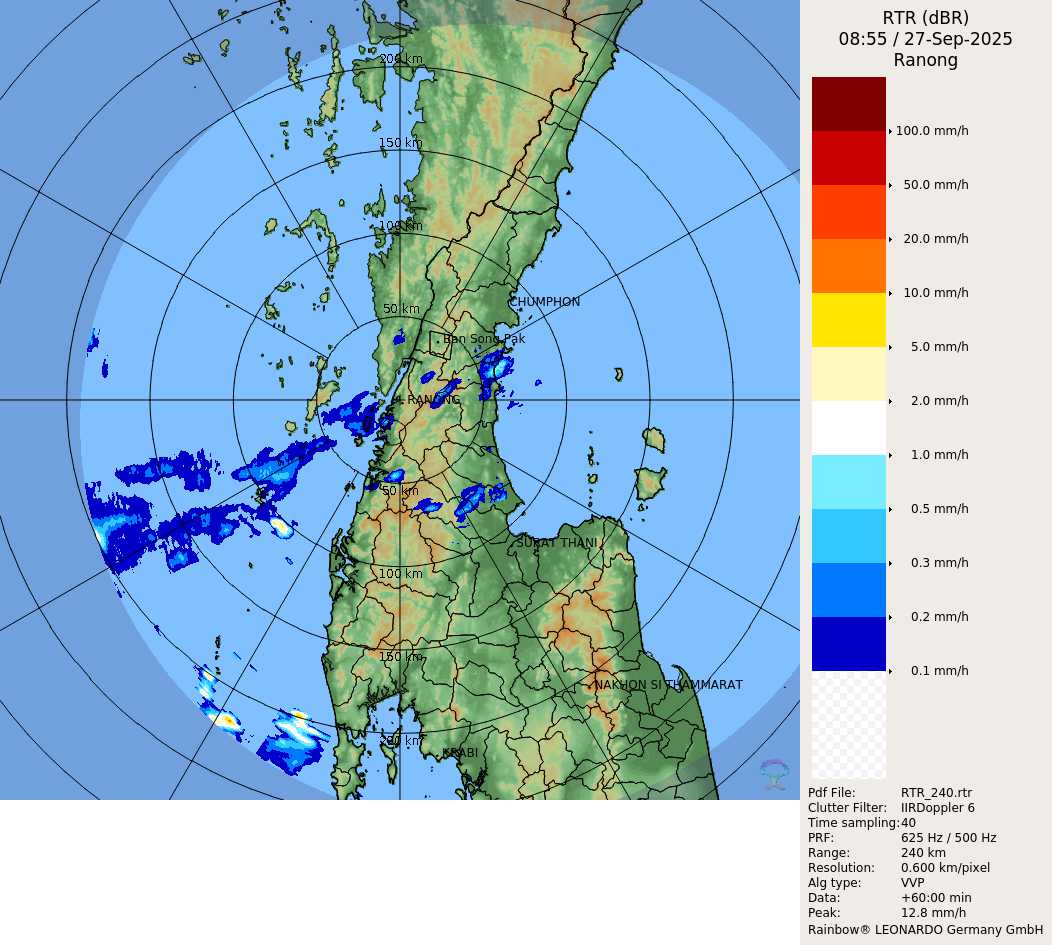 RTR (dBR)
08:55 / 27-Sep-2025
Ranong
200 km
150 km
100 km
50 km
CHUMPHON
Ban Song Pak
RANONG
50 km
SURAT THANI
100 km
150 km
NAKHON SI THAMMARAT
200 km
KRABI
100.0 mm/h
50.0 mm/h
20.0 mm/h
10.0 mm/h
5.0 mm/h
2.0 mm/h
1.0 mm/h
0.5 mm/h
0.3 mm/h
0.2 mm/h
0.1 mm/h
Pdf File: RTR_240.rtr
Clutter Filter: IIRDoppler 6
Time sampling:40
PRF: 625 Hz / 500 Hz
Range: 240 km
Resolution: 0.600 km/pixel
Alg type: VVP
Data: +60:00 min
Peak: 12.8 mm/h
Rainbow® LEONARDO Germany GmbH